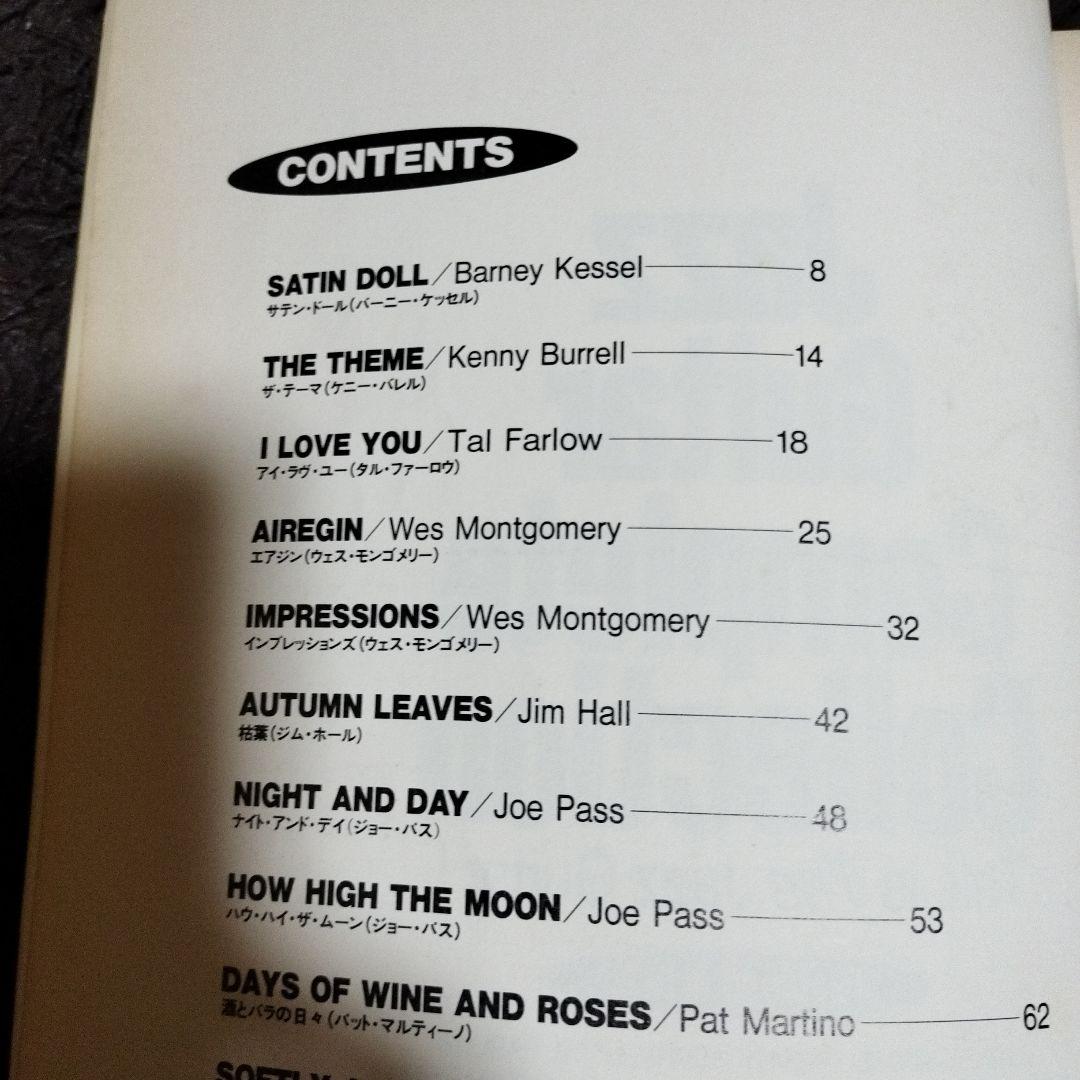 CONTENTS
SATIN DOLL/Barney Kessel 8
サテン・ドール(バーニー・ケッセル)
THE THEME/Kenny Burrell 14
ザ・テーマ(ケニー・バレル)
I LOVE YOU/Tal Farlow 18
アイ・ラヴ・ユー(タル・ファーロウ)
AIREGIN/Wes Montgomery 25
エアジン(ウェス・モンゴメリー)
IMPRESSIONS/Wes Montgomery 32
インプレッションズ(ウェス・モンゴメリー)
AUTUMN LEAVES/Jim Hall 42
枯葉(ジム・ホール)
NIGHT AND DAY/Joe Pass 48
ナイト・アンド・デイ(ジョー・パス)
HOW HIGH THE MOON/Joe Pass 53
ハウ・ハイ・ザ・ムーン(ジョー・パス)
DAYS OF WINE AND ROSES/Pat Martino 62
酒とバラの日々(パット・マルティーノ)
SOFTLY